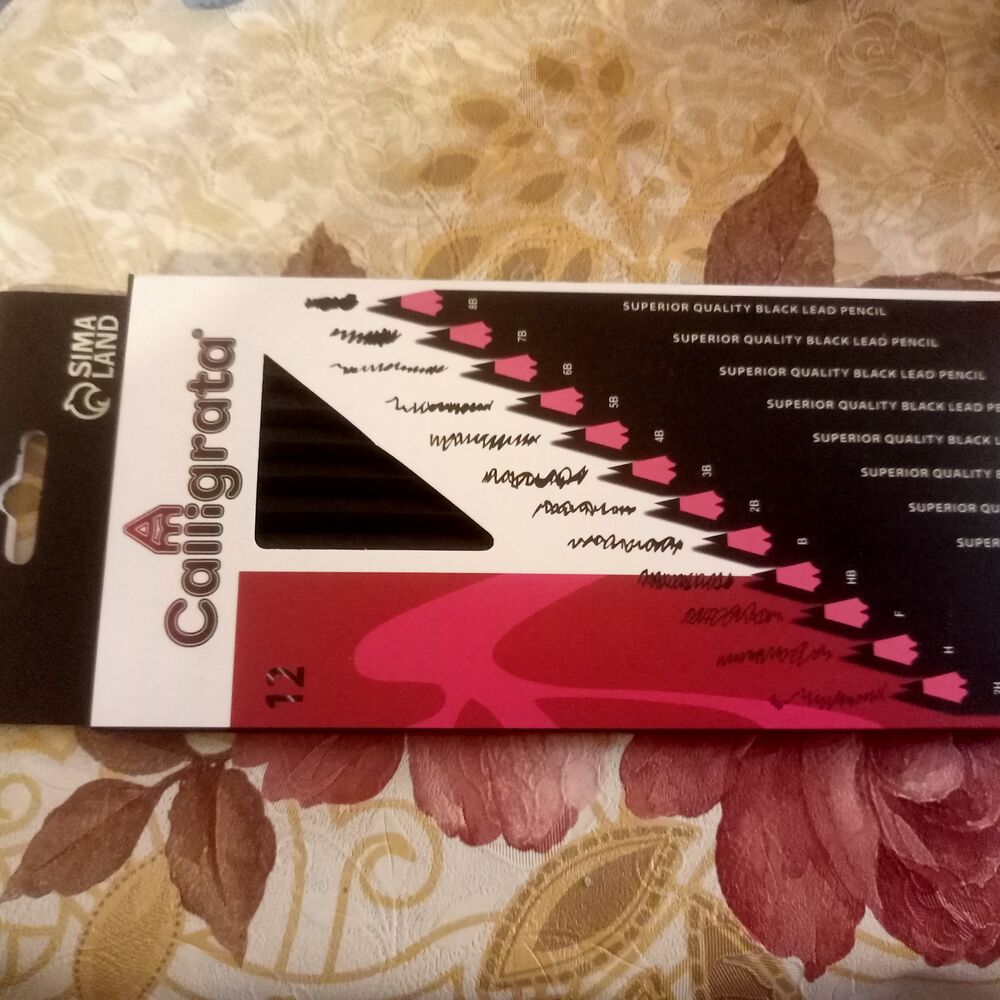 SIMA
LAND
Calligrata
12
8B
SUPERIOR QUALITY BLACK LEAD PENCIL
7B
SUPERIOR QUALITY BLACK LEAD PENCIL
6B
SUPERIOR QUALITY BLACK LEAD PENCIL
5B
SUPERIOR QUALITY BLACK LEAD
4B
SUPERIOR QUALITY BLACK
3B
SUPERIOR QUALITY
2B
SUPERIOR
B
HB
F
H
2H